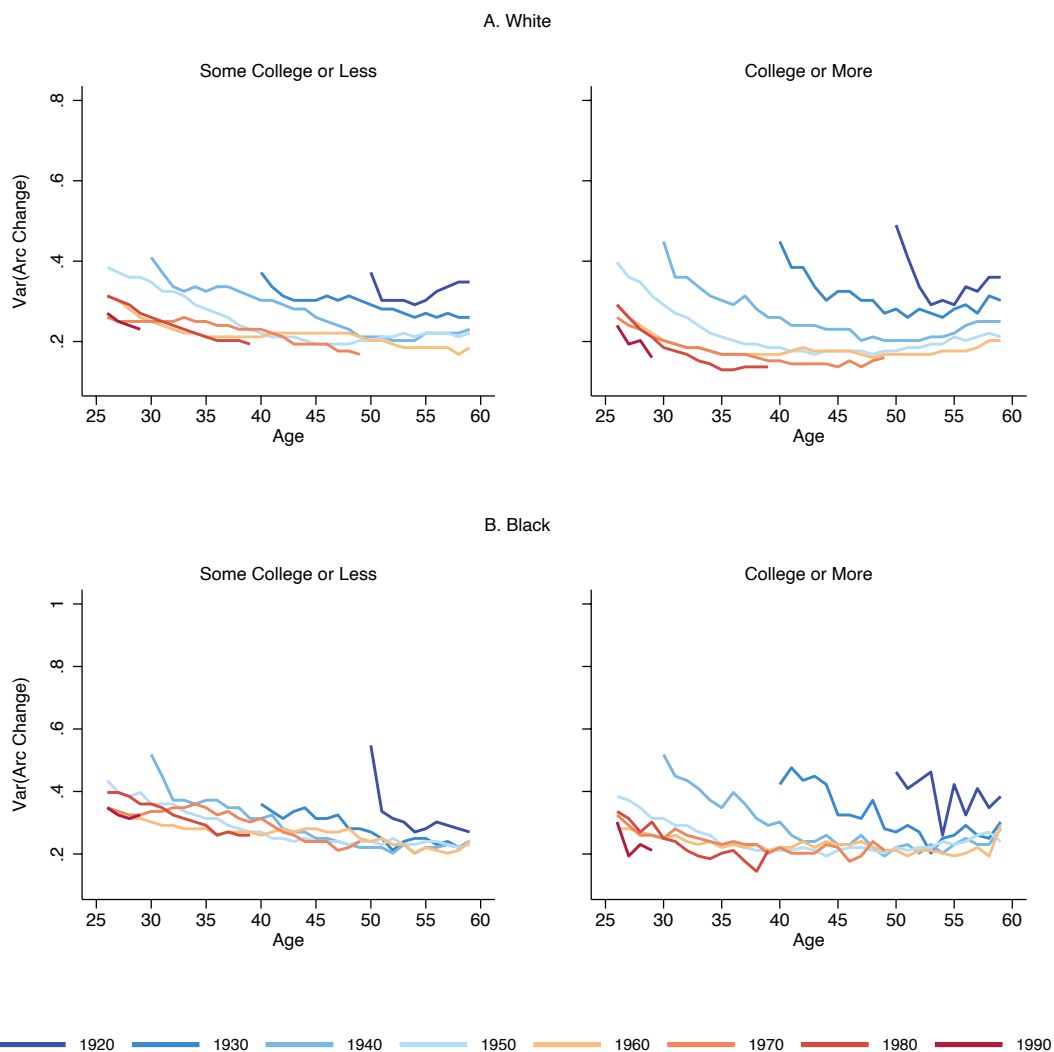 A. White
Some College or Less
College or More
Var(Arc Change)
.8
.6
.4
.2
25 30 35 40 45 50 55 60
25 30 35 40 45 50 55 60
Age
Age
B. Black
Some College or Less
College or More
Var(Arc Change)
1
.8
.6
.4
.2
25 30 35 40 45 50 55 60
25 30 35 40 45 50 55 60
Age
Age
1920 1930 1940 1950 1960 1970 1980 1990